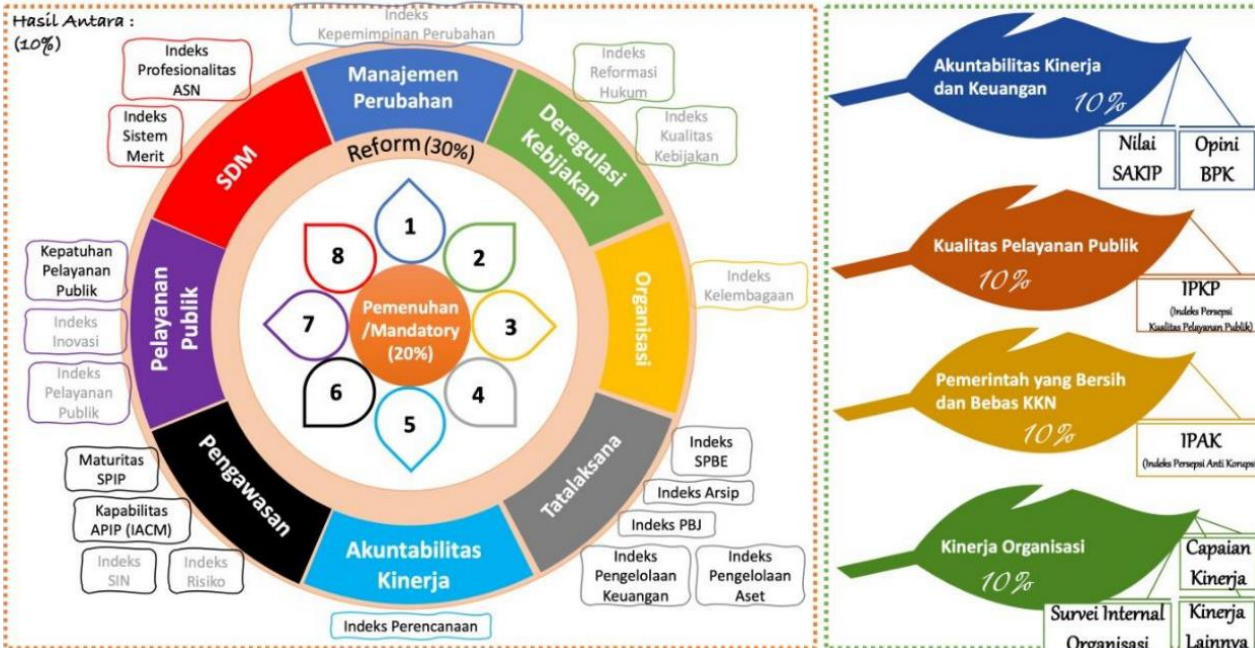 Hasil Antara :
(10%)
Indeks
Kepemimpinan Perubahan
Indeks
Profesionalitas
ASN
Indeks
Sistem
Merit
Manajemen
Perubahan
Indeks
Reformasi
Hukum
Indeks
Kualitas
Kebijakan
SDM
Reform (30%)
Deregulasi
Kebijakan
Kepatuhan
Pelayanan
Publik
Indeks
Inovasi
Indeks
Pelayanan
Publik
Pelayanan
Publik
1
2
3
4
5
6
7
8
Pemenuhan
/Mandatory
(20%)
Organisasi
Indeks
Kelembagaan
Maturitas
SPIP
Kapabilitas
APIP (IACM)
Indeks
SIN
Indeks
Risiko
Pengawasan
Akuntabilitas
Kinerja
Indeks Perencanaan
Tatalaksana
Indeks
SPBE
Indeks Arsip
Indeks PBJ
Indeks
Pengelolaan
Keuangan
Indeks
Pengelolaan
Aset
Akuntabilitas Kinerja
dan Keuangan
10%
Nilai
SAKIP
Opini
BPK
Kualitas Pelayanan Publik
10%
IPKP
(Indeks Persepsi
Kualitas Pelayanan Publik)
Pemerintah yang Bersih
dan Bebas KKN
10%
IPAK
(Indeks Persepsi Anti Korupsi
Kinerja Organisasi
10%
Capaian
Kinerja
Survei Internal
Organisasi
Kinerja
Lainnya